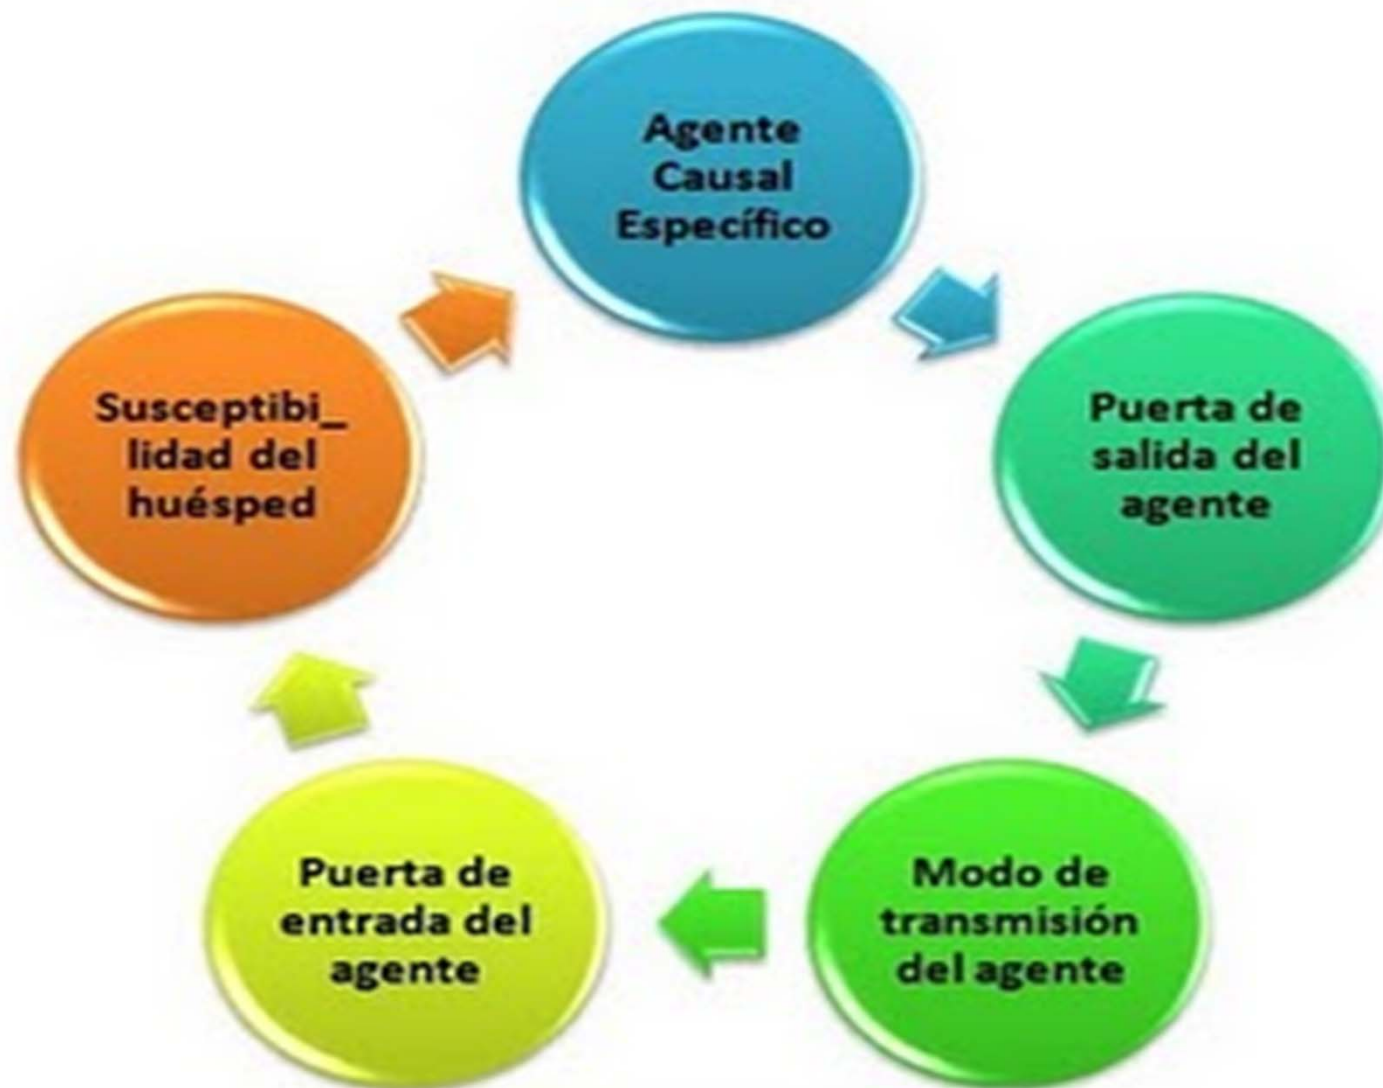 Agente
Causal
Específico
Puerta de
salida del
agente
Modo de
transmisión
del agente
Puerta de
entrada del
agente
Susceptibi_
lidad del
huésped